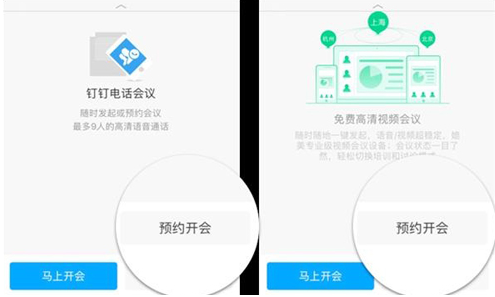 钉钉电话会议
随时发起或预约会议
最多9人的高清语音通话
预约开会
马上开会
上海
杭州
北京
免费高清视频会议
随时随地一键发起，语音/视频超稳定，媲
美专业级视频会议设备。会议状态一目了
然，轻松切换培训和
预约开会
马上开会